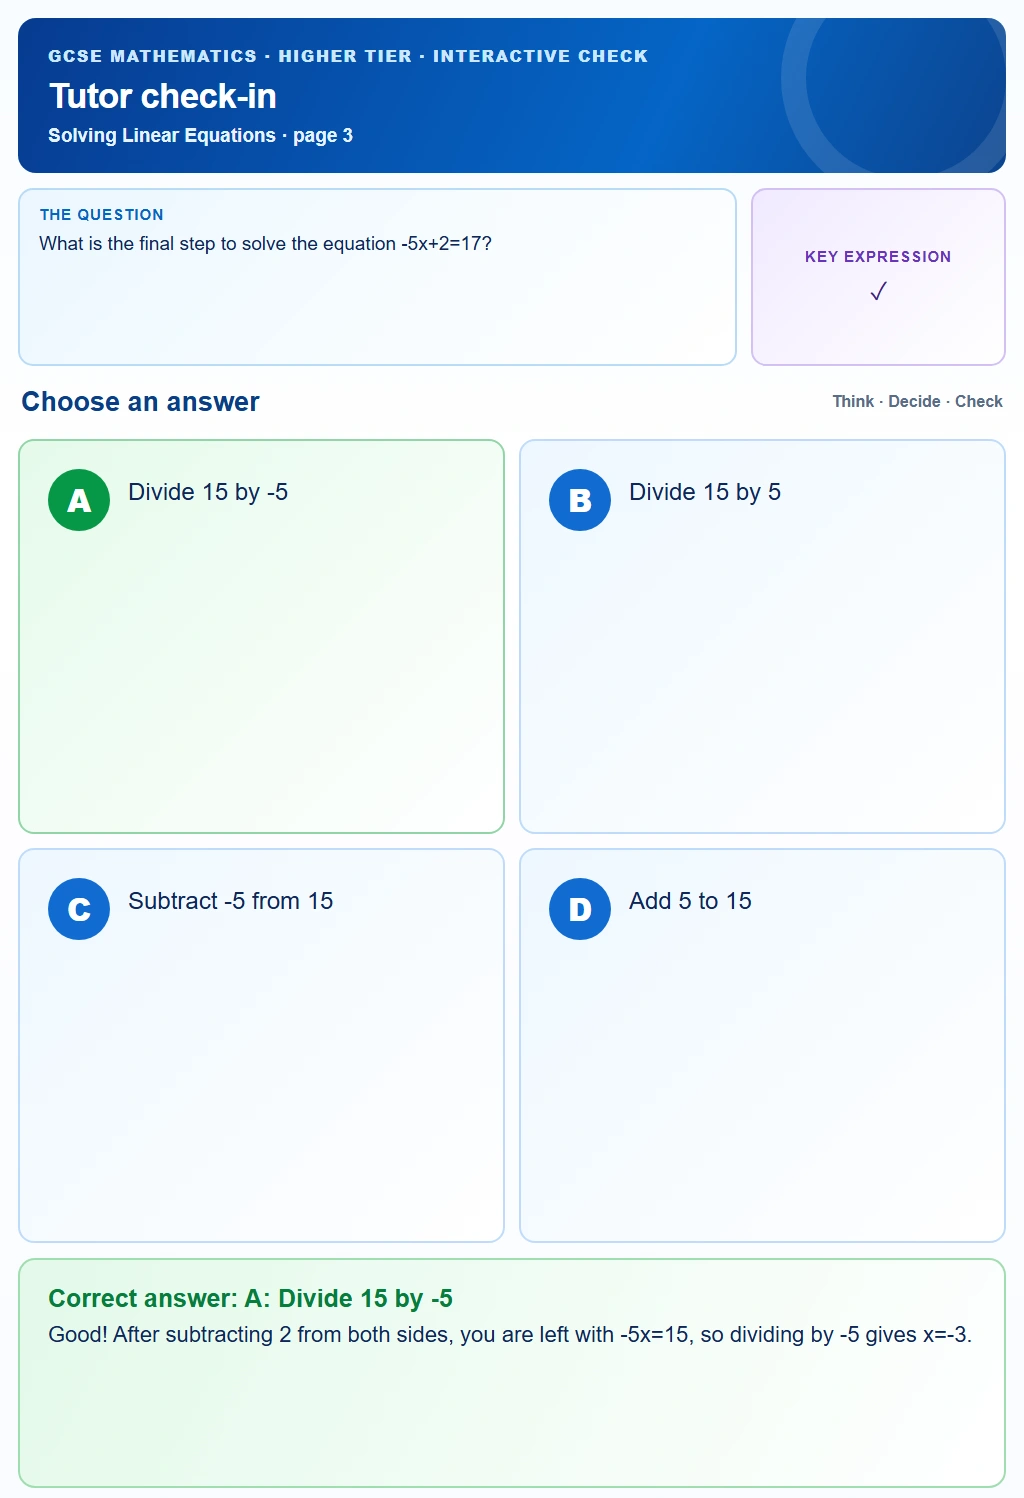 GCSE MATHEMATICS · HIGHER TIER · INTERACTIVE CHECK
Tutor check-in
Solving Linear Equations · page 3
THE QUESTION
What is the final step to solve the equation -5x+2=17?
KEY EXPRESSION
✓
Choose an answer
Think · Decide · Check
A
Divide 15 by -5
B
Divide 15 by 5
C
Subtract -5 from 15
D
Add 5 to 15
Correct answer: A: Divide 15 by -5
Good! After subtracting 2 from both sides, you are left with -5x=15, so dividing by -5 gives x=-3.